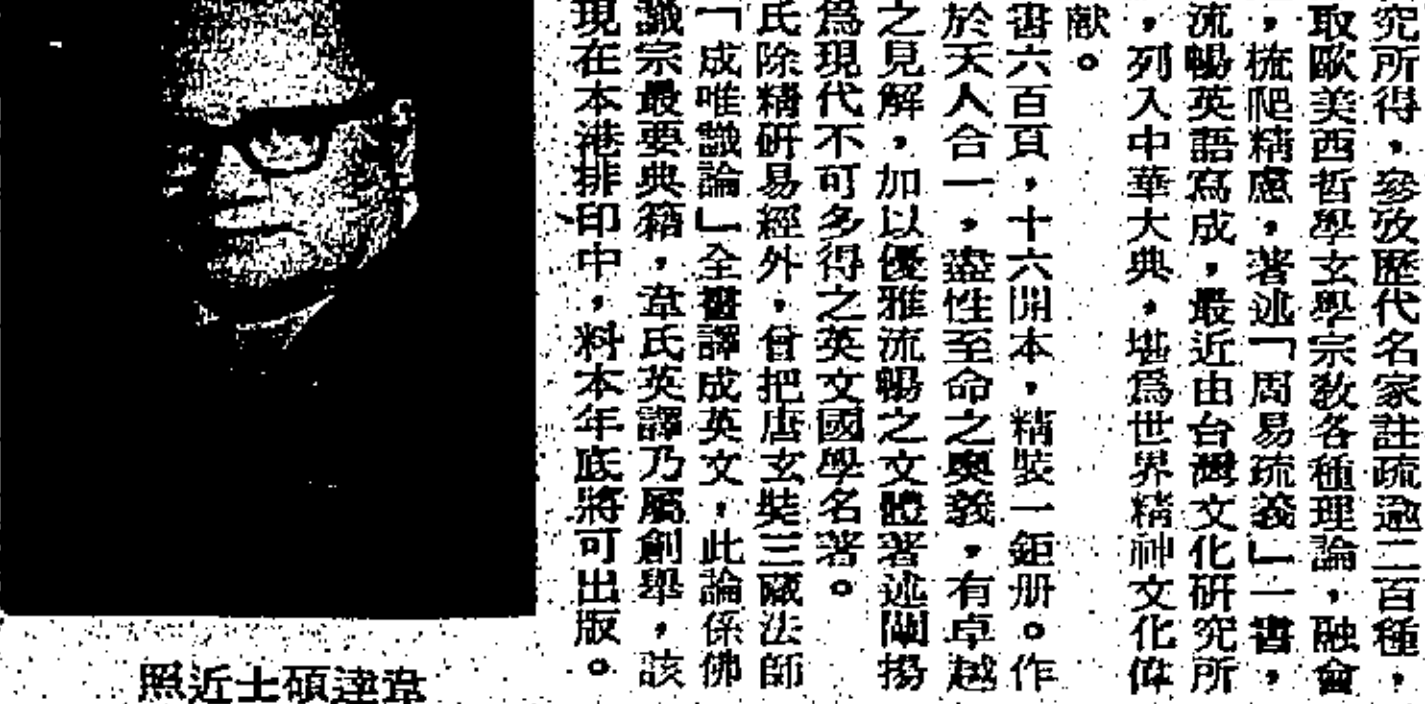 究所得，參攷歷代名家註疏逾二百種，
取歐美西哲學玄學宗教各種理論，融會
，梳爬精慮，著述「周易疏義」一書，
流暢英語寫成，最近由台灣文化研究所
，列入中華大典，堪爲世界精神文化偉
献。
書六百頁，十六開本，精裝一鉅册。作
於天人合一，盡性至命之奧義，有卓越
之見解，加以優雅流暢之文體著述闡揚
爲現代不可多得之英文國學名著。
氏除精研易經外，曾把唐玄奘三藏法師
「成唯識論」全書譯成英文，此論係佛
識宗最要典籍，韋氏英譯乃屬創舉，該
現在本港排印中，料本年底將可出版。
照近士碩達韋